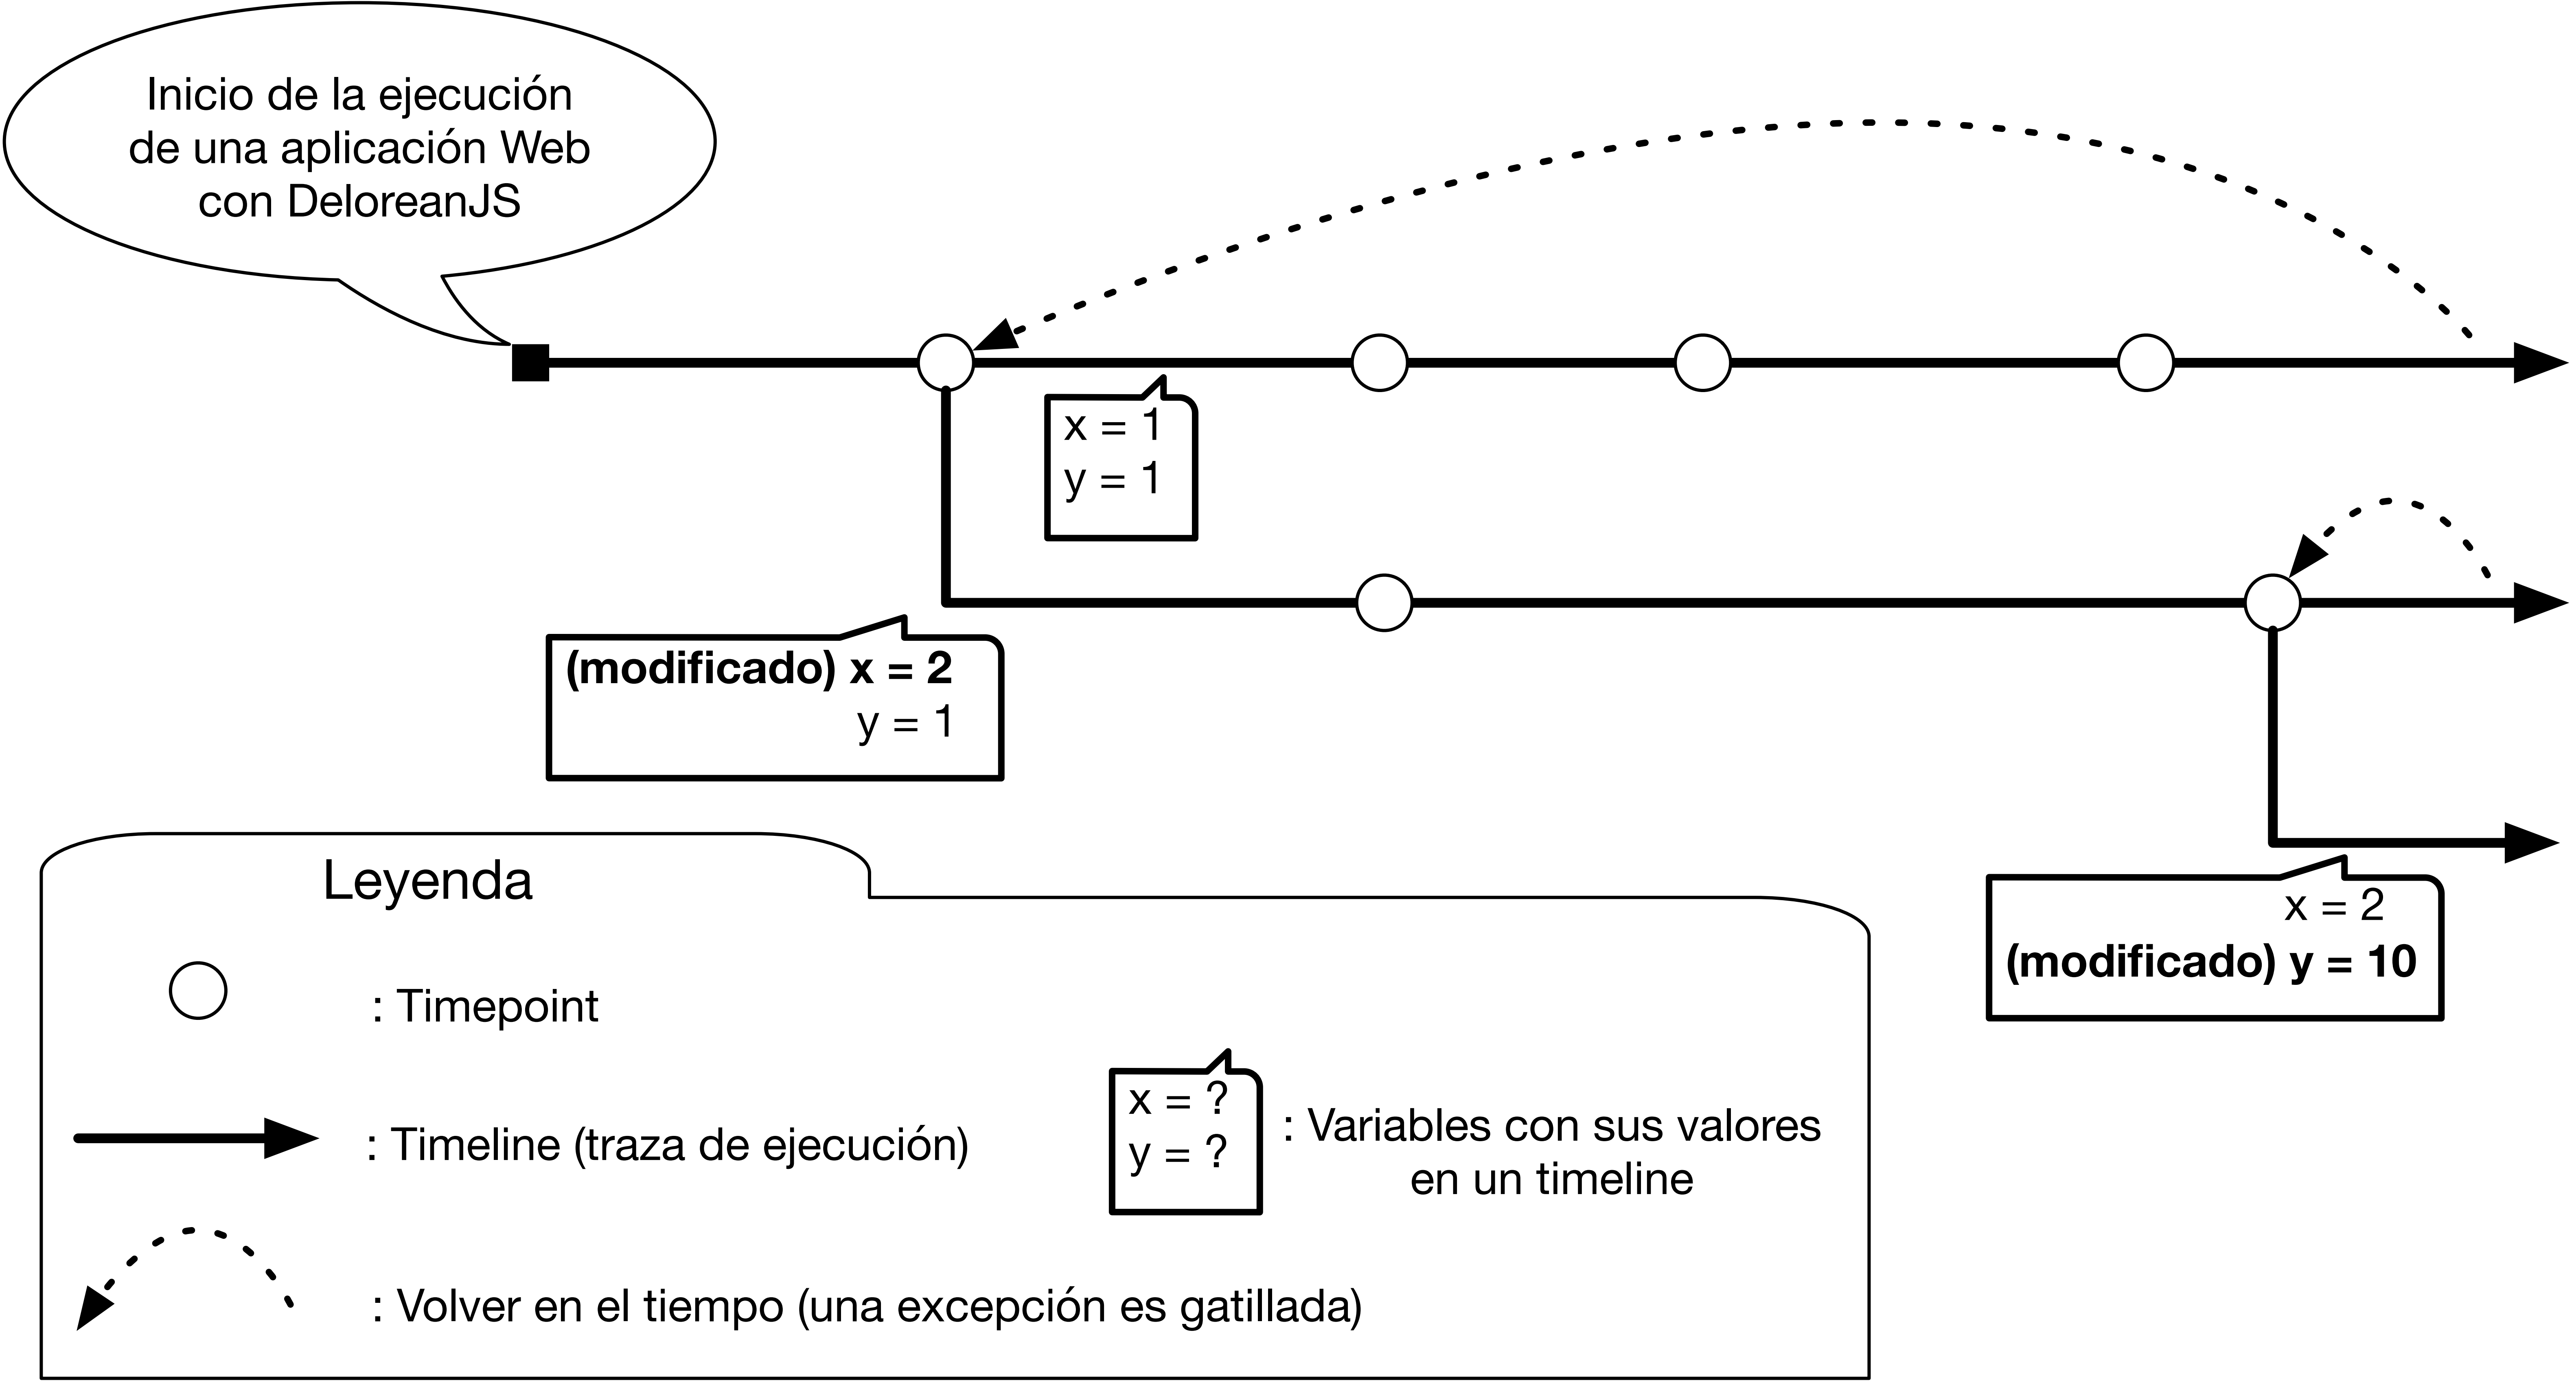 Inicio de la ejecución
de una aplicación Web
con DeloreanJS
x = 1
y = 1
(modificado) x = 2
y = 1
x = 2
(modificado) y = 10
Leyenda
: Timepoint
: Timeline (traza de ejecución)
x = ?
y = ?
: Variables con sus valores
en un timeline
: Volver en el tiempo (una excepción es gatillada)